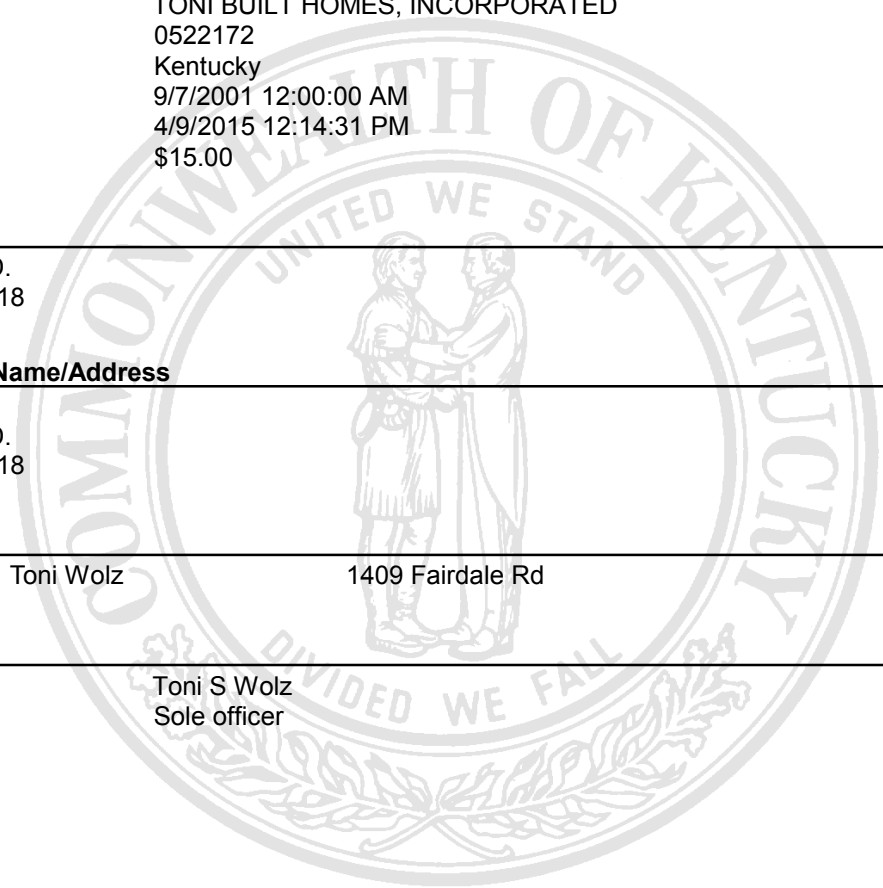 TONI BUILT HOMES, INCORPORATED
0522172
Kentucky
9/7/2001 12:00:00 AM
4/9/2015 12:14:31 PM
$15.00
COMMONWEALTH OF KENTUCKY
UNITED WE STAND
18
Name/Address
18
Toni Wolz 1409 Fairdale Rd
Toni S Wolz
Sole officer
DIVIDED WE FALL